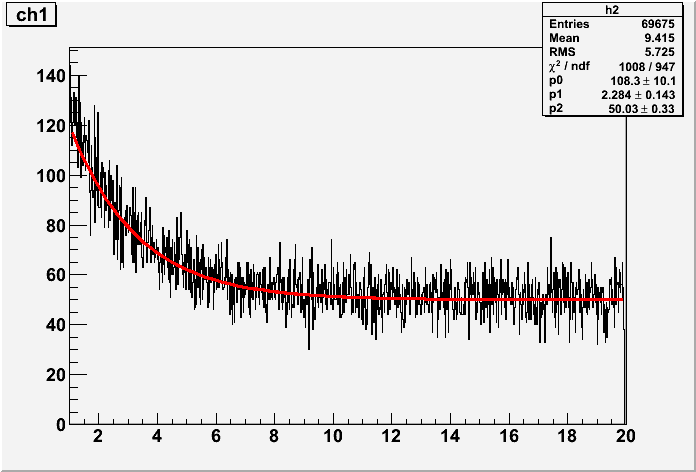 ch1
h2
Entries 69675
Mean 9.415
RMS 5.725
χ² / ndf 1008 / 947
p0 108.3 ± 10.1
p1 2.284 ± 0.143
p2 50.03 ± 0.33
140
120
100
80
60
40
20
0
2 4 6 8 10 12 14 16 18 20